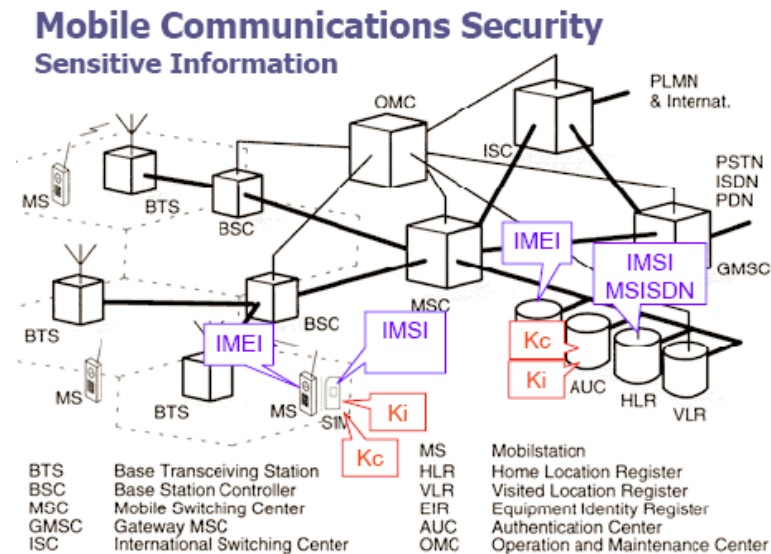 Mobile Communications Security
Sensitive Information
OMC
PLMN
& Internat.
ISC
PSTN
ISDN
PDN
MS
BTS
BSC
IMEI
IMSI
MSISDN
GMSC
MSC
BTS
BSC
IMEI
IMSI
Kc
Ki
AUC
HLR
VLR
MS
BTS
MS
SIM
Ki
Kc
BTS Base Transceiving Station
BSC Base Station Controller
MSC Mobile Switching Center
GMSC Gateway MSC
ISC International Switching Center
MS Mobilstation
HLR Home Location Register
VLR Visited Location Register
EIR Equipment Identity Register
AUC Authentication Center
OMC Operation and Maintenance Center